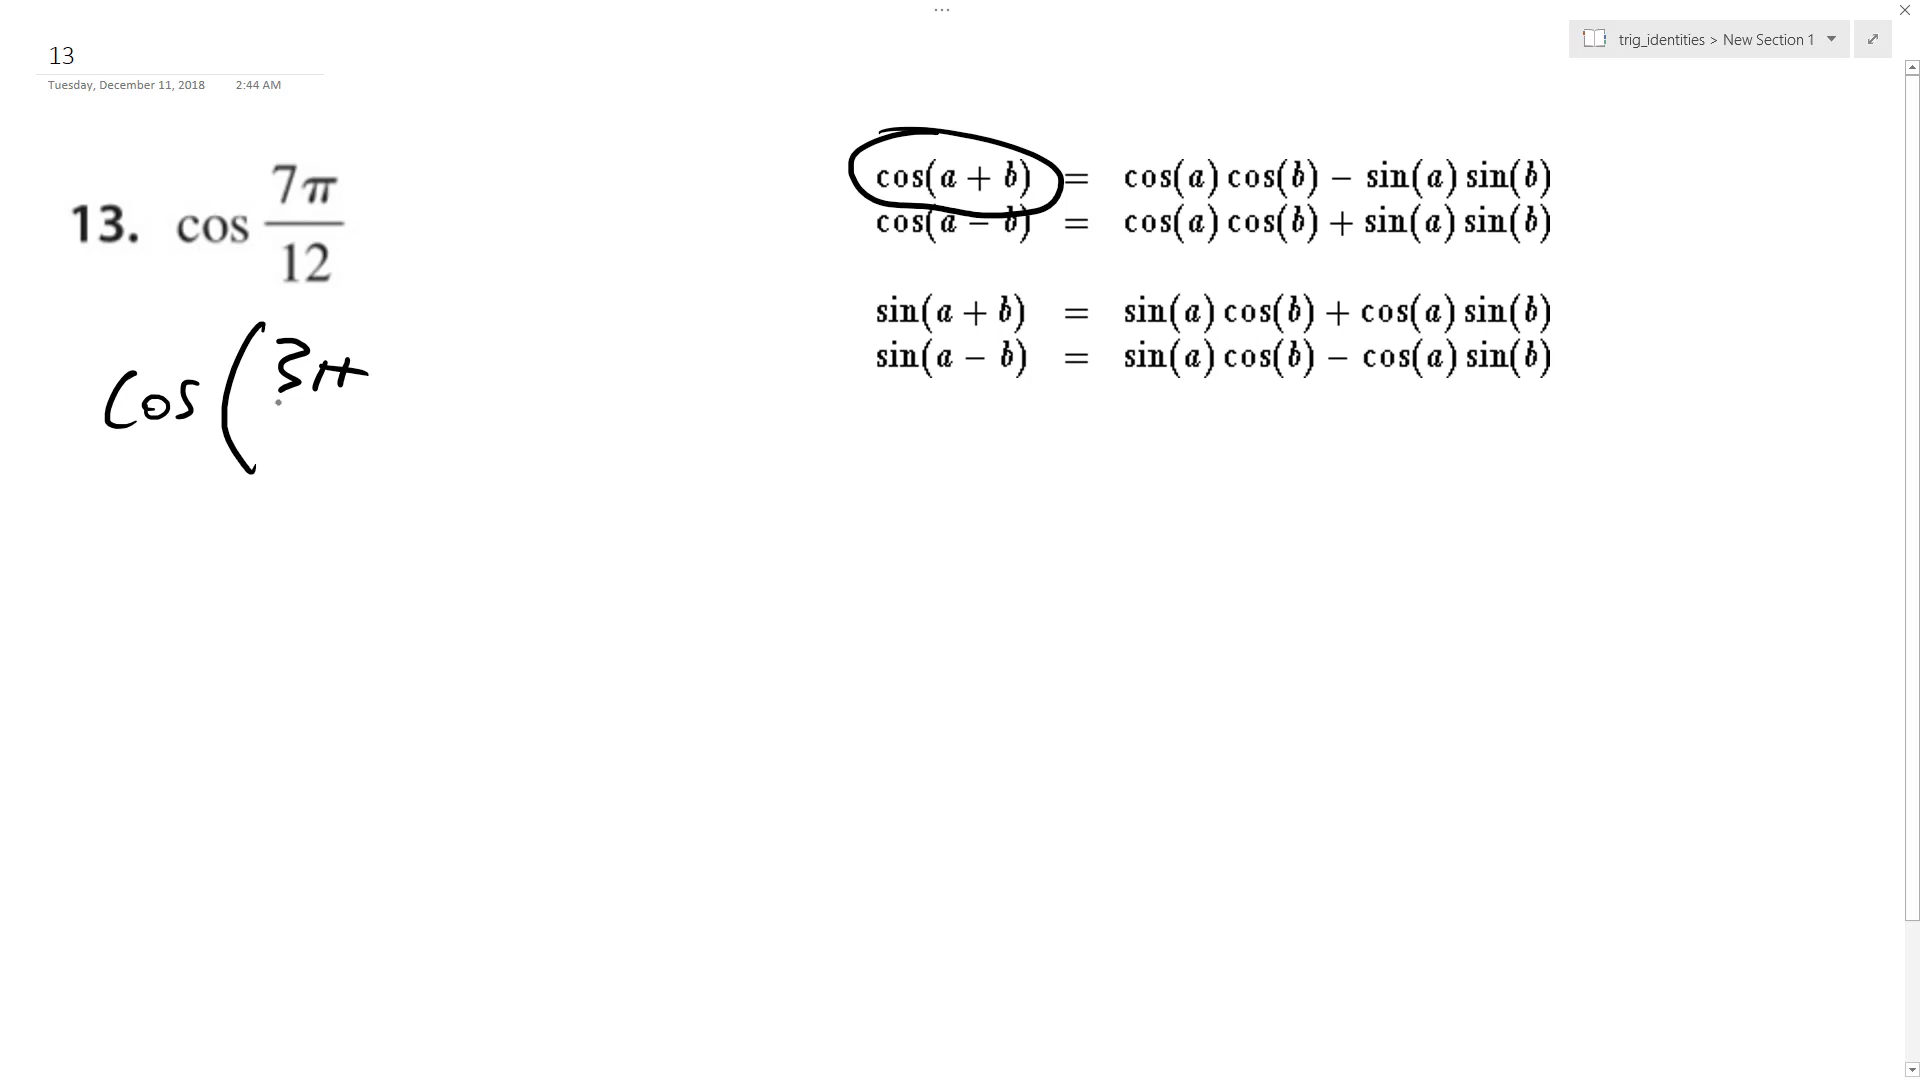 ...
13
trig_identities > New Section 1
Tuesday, December 11, 2018 2:44 AM
13. cos 7π/12
cos(a + b) = cos(a) cos(b) − sin(a) sin(b)
cos(a − b) = cos(a) cos(b) + sin(a) sin(b)
sin(a + b) = sin(a) cos(b) + cos(a) sin(b)
sin(a − b) = sin(a) cos(b) − cos(a) sin(b)
Cos (3π